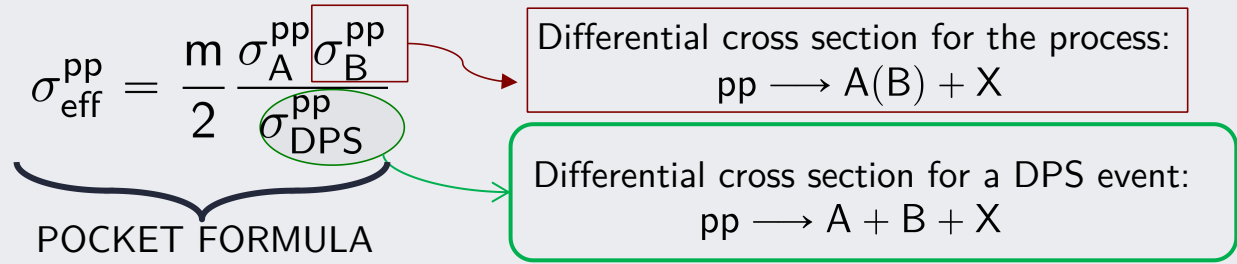 σ_eff^pp = m/2 σ_A^pp σ_B^pp / σ_DPS^pp
POCKET FORMULA
Differential cross section for the process:
pp ⟶ A(B) + X
Differential cross section for a DPS event:
pp ⟶ A + B + X